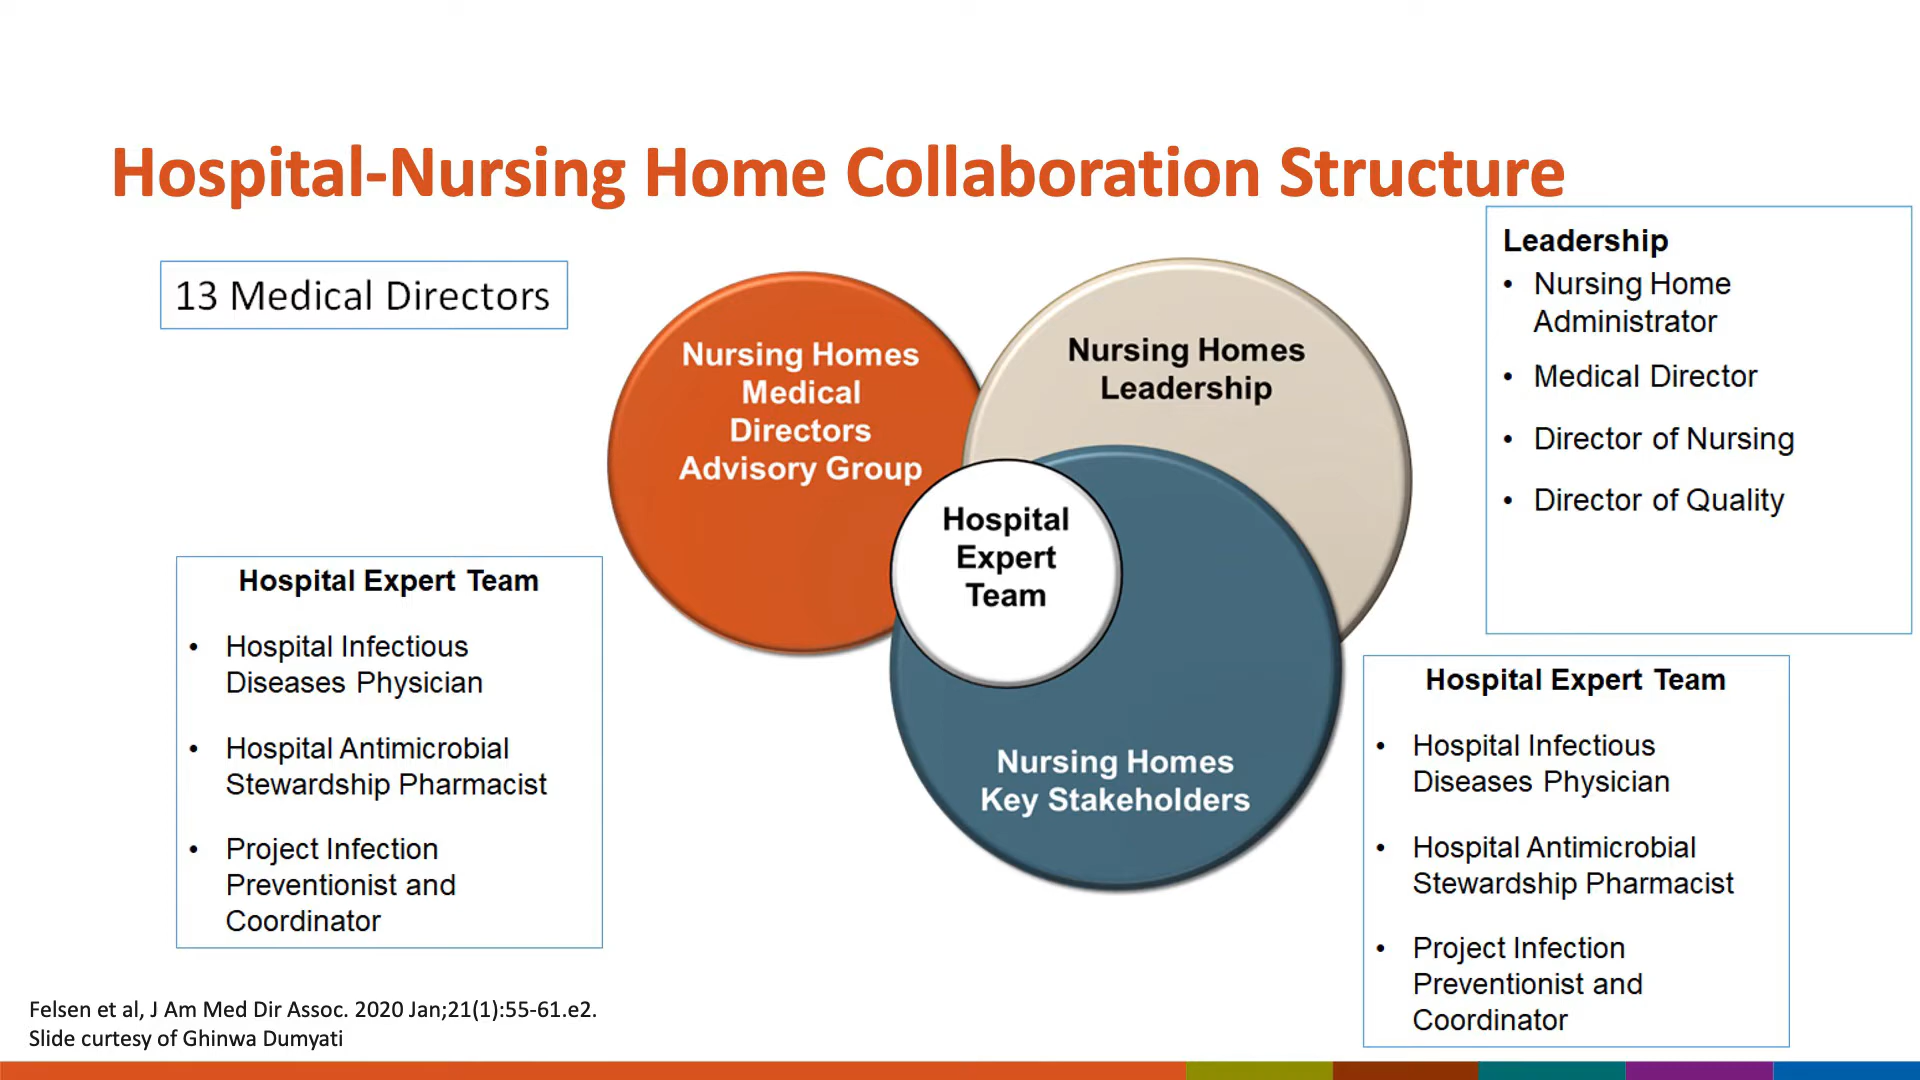 Hospital-Nursing Home Collaboration Structure
13 Medical Directors
Nursing Homes
Medical
Directors
Advisory Group
Nursing Homes
Leadership
Hospital
Expert
Team
Nursing Homes
Key Stakeholders
Leadership
• Nursing Home
Administrator
• Medical Director
• Director of Nursing
• Director of Quality
Hospital Expert Team
• Hospital Infectious
Diseases Physician
• Hospital Antimicrobial
Stewardship Pharmacist
• Project Infection
Preventionist and
Coordinator
Hospital Expert Team
• Hospital Infectious
Diseases Physician
• Hospital Antimicrobial
Stewardship Pharmacist
• Project Infection
Preventionist and
Coordinator
Felsen et al, J Am Med Dir Assoc. 2020 Jan;21(1):55-61.e2.
Slide curtesy of Ghinwa Dumyati